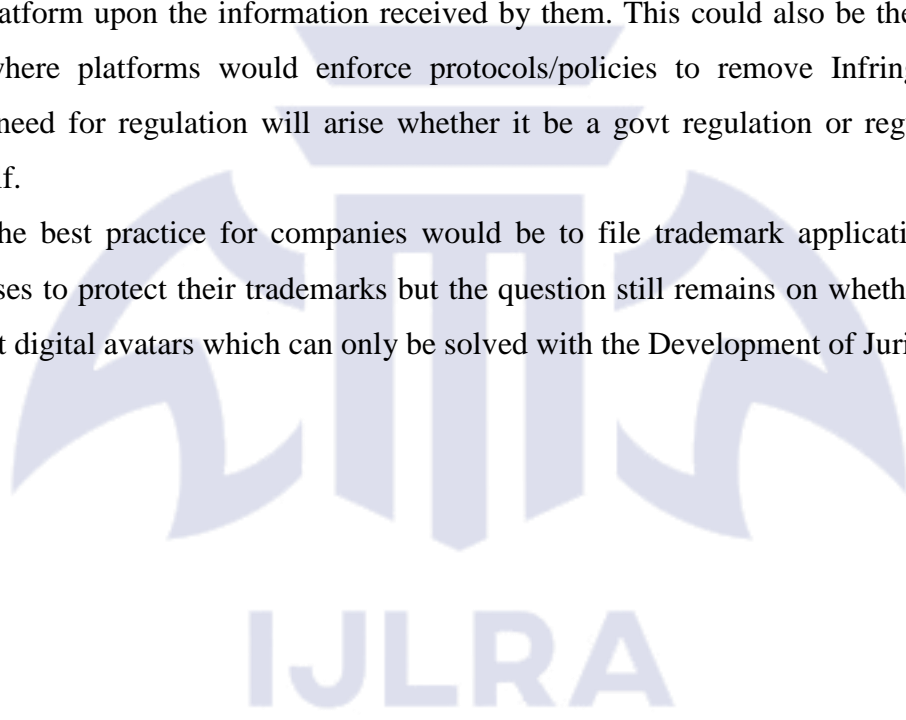 atform upon the information received by them. This could also be the
where platforms would enforce protocols/policies to remove Infring
need for regulation will arise whether it be a govt regulation or reg
f.
he best practice for companies would be to file trademark applicati
ses to protect their trademarks but the question still remains on wheth
t digital avatars which can only be solved with the Development of Juri
IJLRA